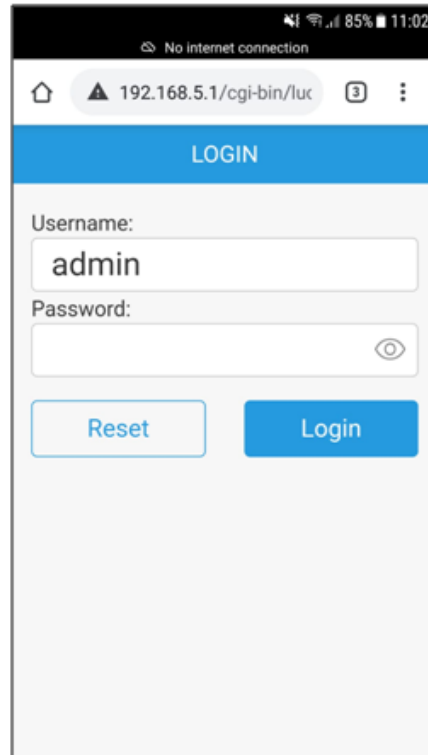 85% 11:02
No internet connection
192.168.5.1/cgi-bin/luc
3
LOGIN
Username:
admin
Password:
Reset
Login